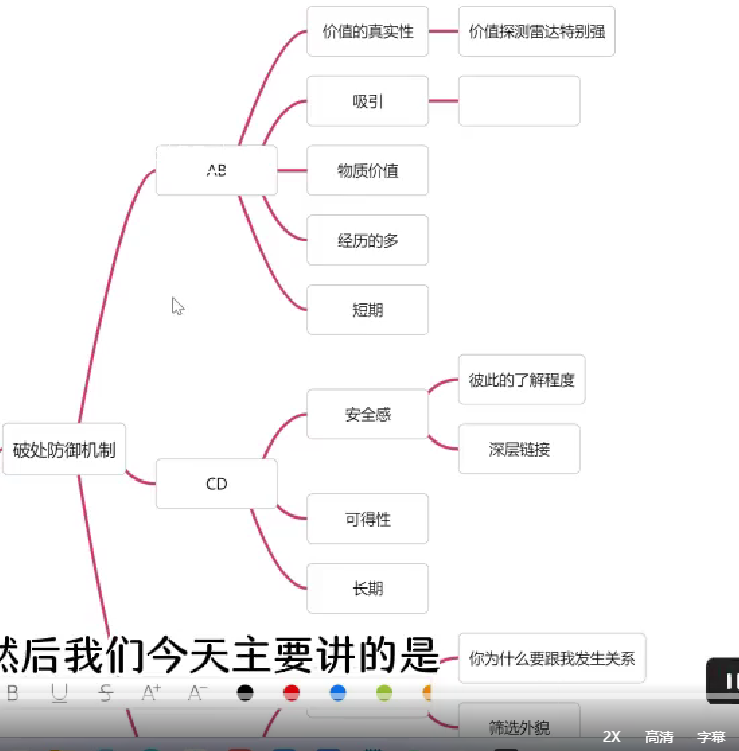 价值的真实性
价值探测雷达特别强
吸引
AB
物质价值
经历的多
短期
彼此的了解程度
安全感
深层链接
破处防御机制
CD
可得性
长期
然后我们今天主要讲的是
你为什么要跟我发生关系
B U S A+ A-
筛选外貌
2X 高清 字幕